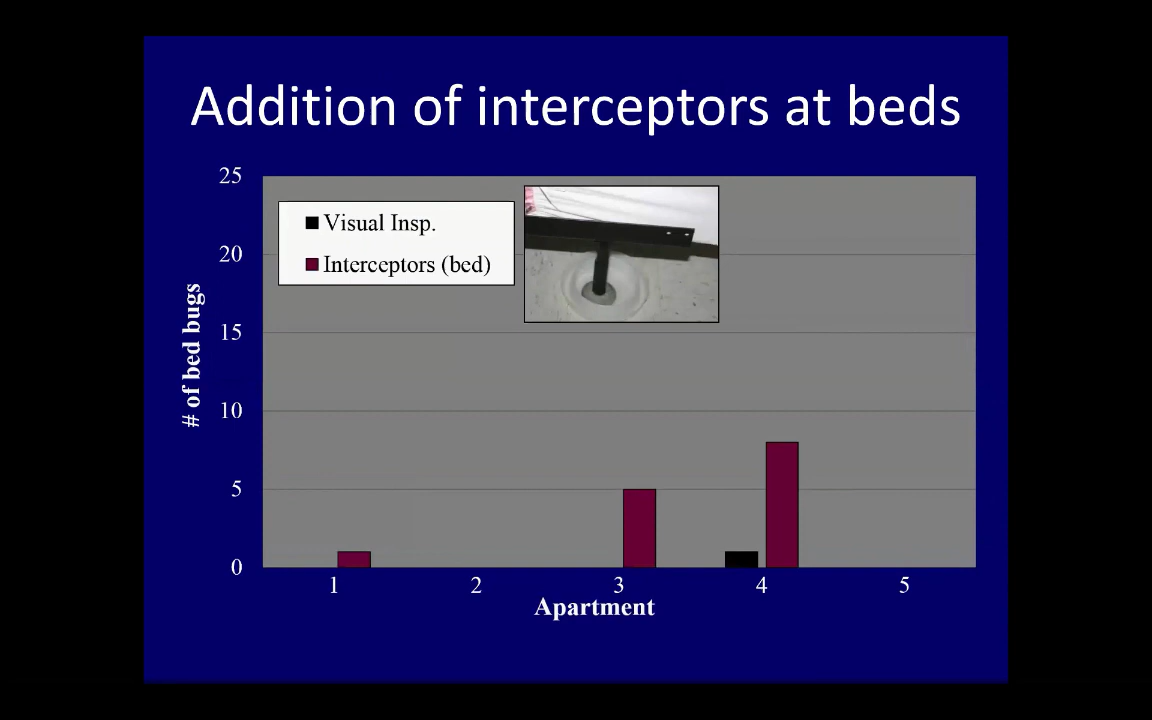 Addition of interceptors at beds
25
20
15
10
5
0
# of bed bugs
Visual Insp.
Interceptors (bed)
1 2 3 4 5
Apartment